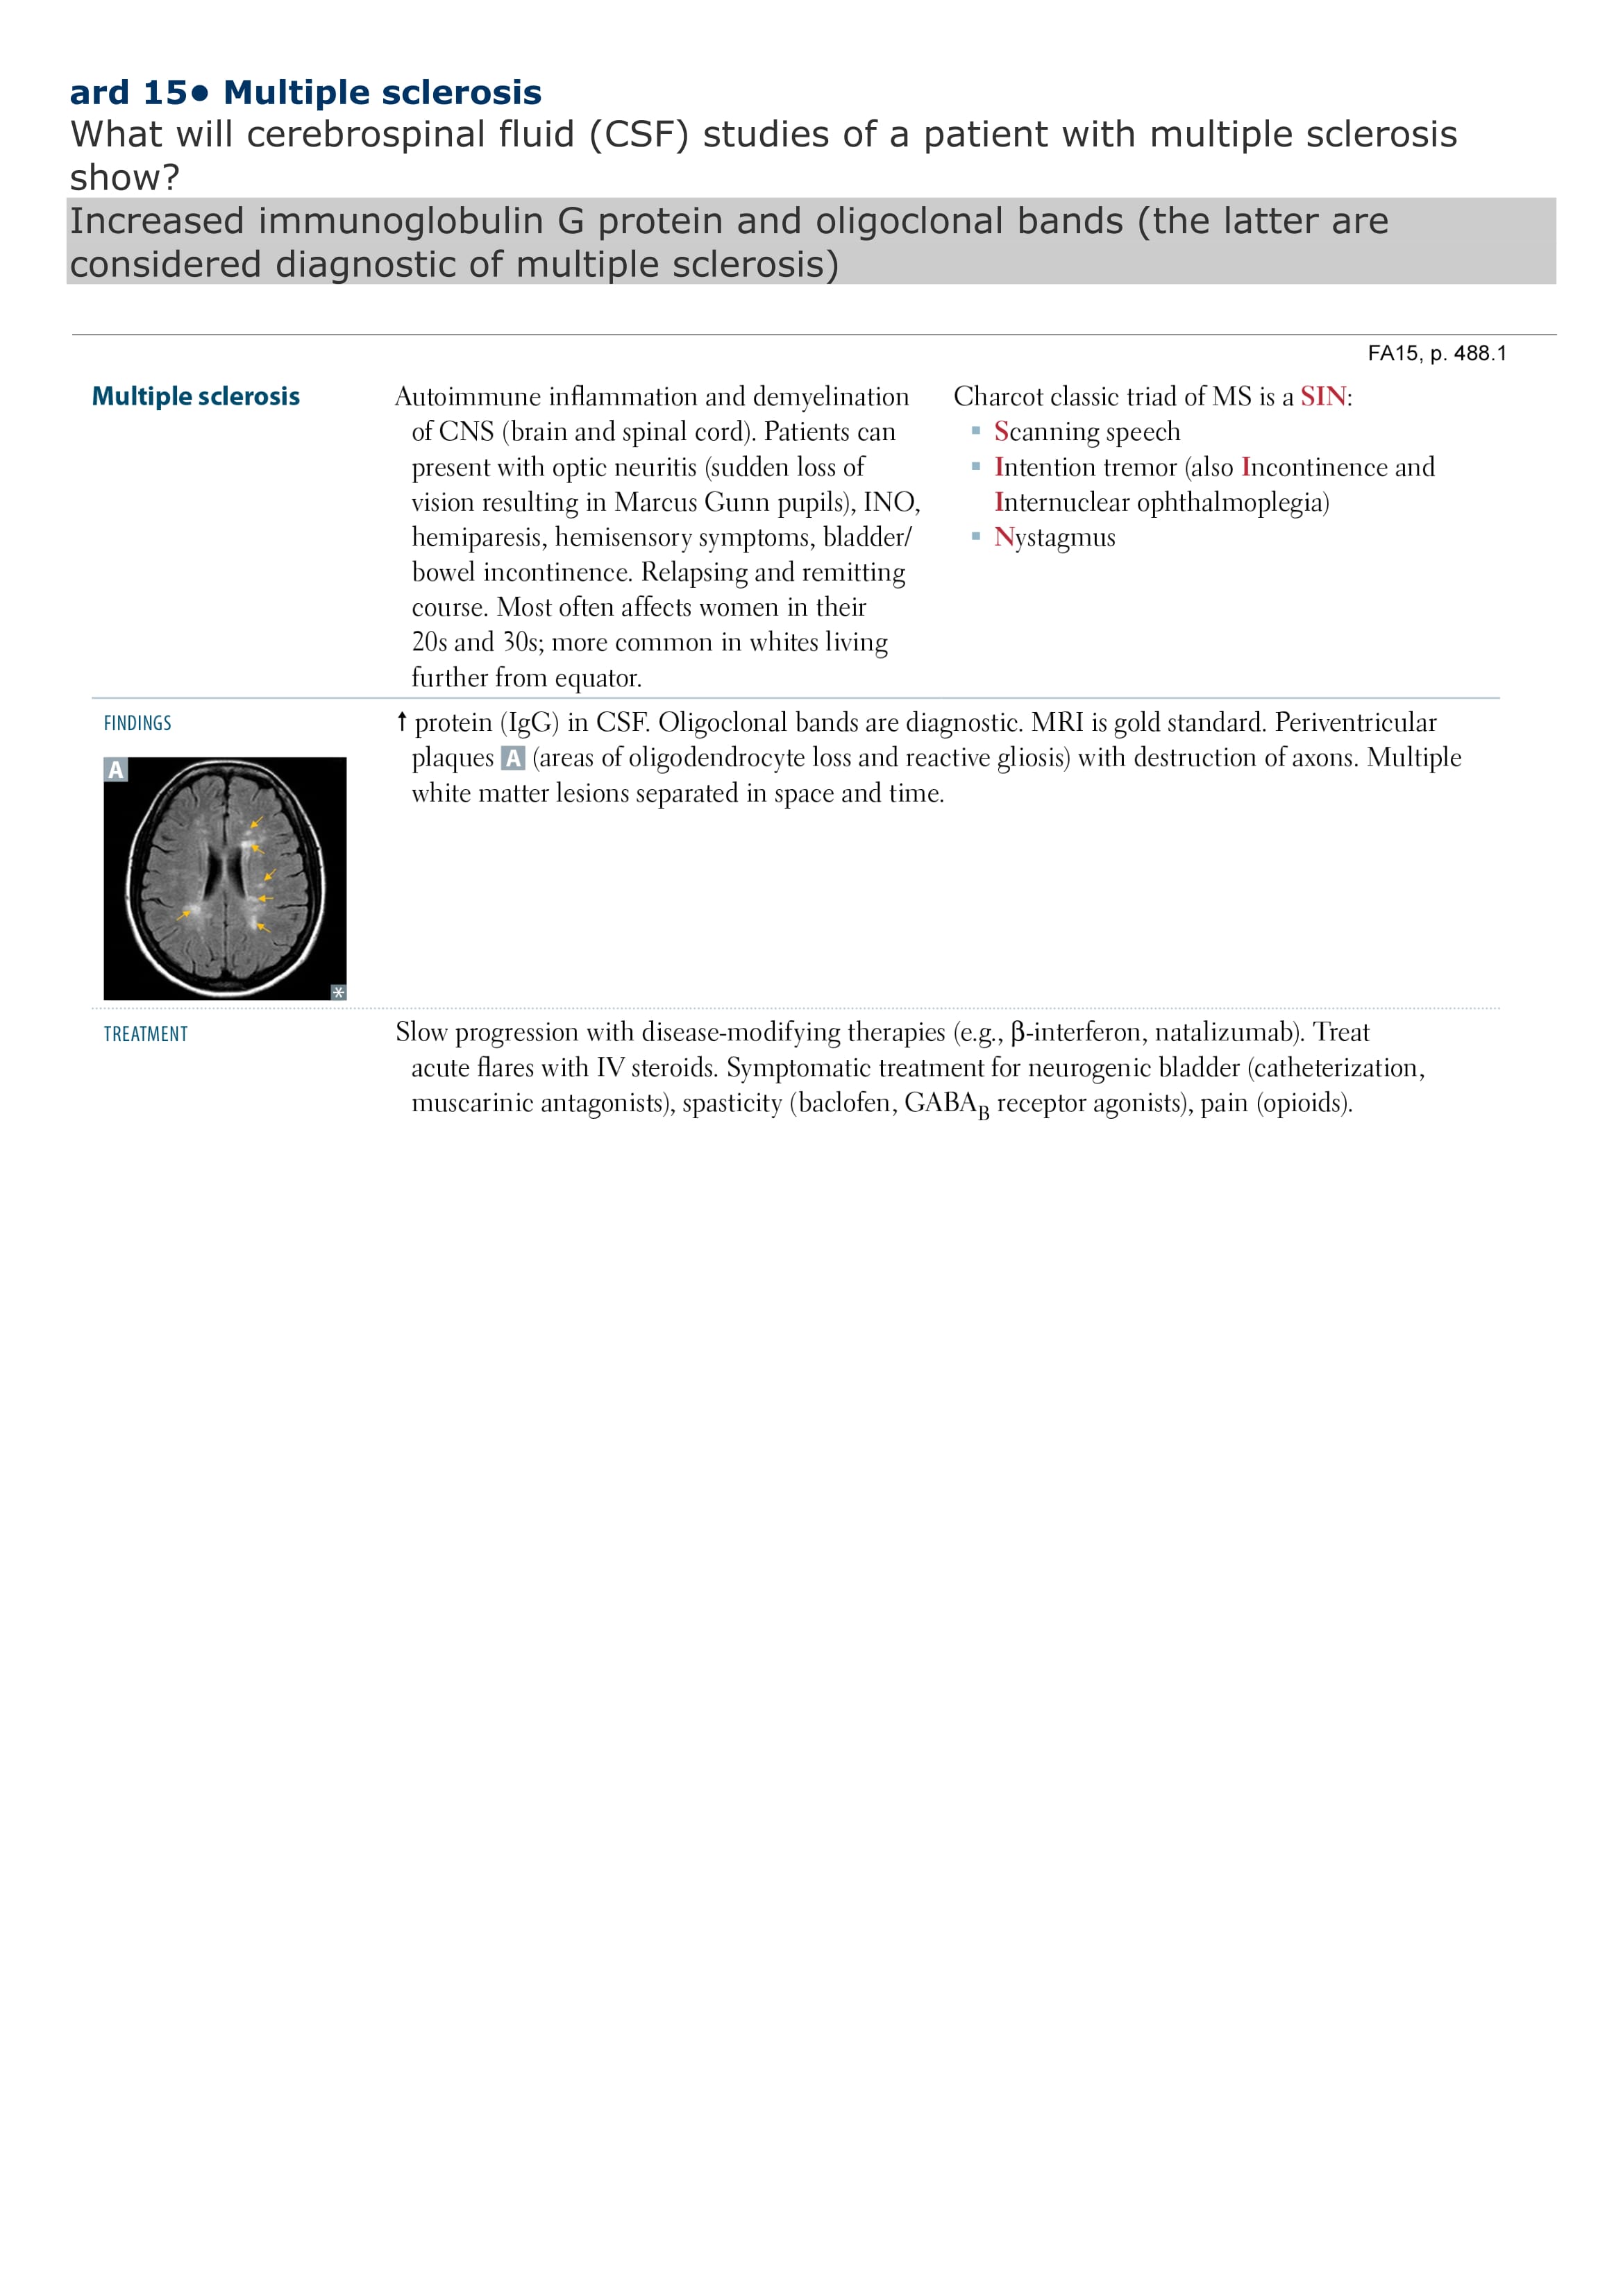 ard 15● Multiple sclerosis
What will cerebrospinal fluid (CSF) studies of a patient with multiple sclerosis
show?
Increased immunoglobulin G protein and oligoclonal bands (the latter are
considered diagnostic of multiple sclerosis)
FA15, p. 488.1
Multiple sclerosis
Autoimmune inflammation and demyelination
of CNS (brain and spinal cord). Patients can
present with optic neuritis (sudden loss of
vision resulting in Marcus Gunn pupils), INO,
hemiparesis, hemisensory symptoms, bladder/
bowel incontinence. Relapsing and remitting
course. Most often affects women in their
20s and 30s; more common in whites living
further from equator.
Charcot classic triad of MS is a SIN:
▪ Scanning speech
▪ Intention tremor (also Incontinence and
Internuclear ophthalmoplegia)
▪ Nystagmus
FINDINGS
↑ protein (IgG) in CSF. Oligoclonal bands are diagnostic. MRI is gold standard. Periventricular
plaques A (areas of oligodendrocyte loss and reactive gliosis) with destruction of axons. Multiple
white matter lesions separated in space and time.
A
*
TREATMENT
Slow progression with disease-modifying therapies (e.g., β-interferon, natalizumab). Treat
acute flares with IV steroids. Symptomatic treatment for neurogenic bladder (catheterization,
muscarinic antagonists), spasticity (baclofen, GABA_B receptor agonists), pain (opioids).